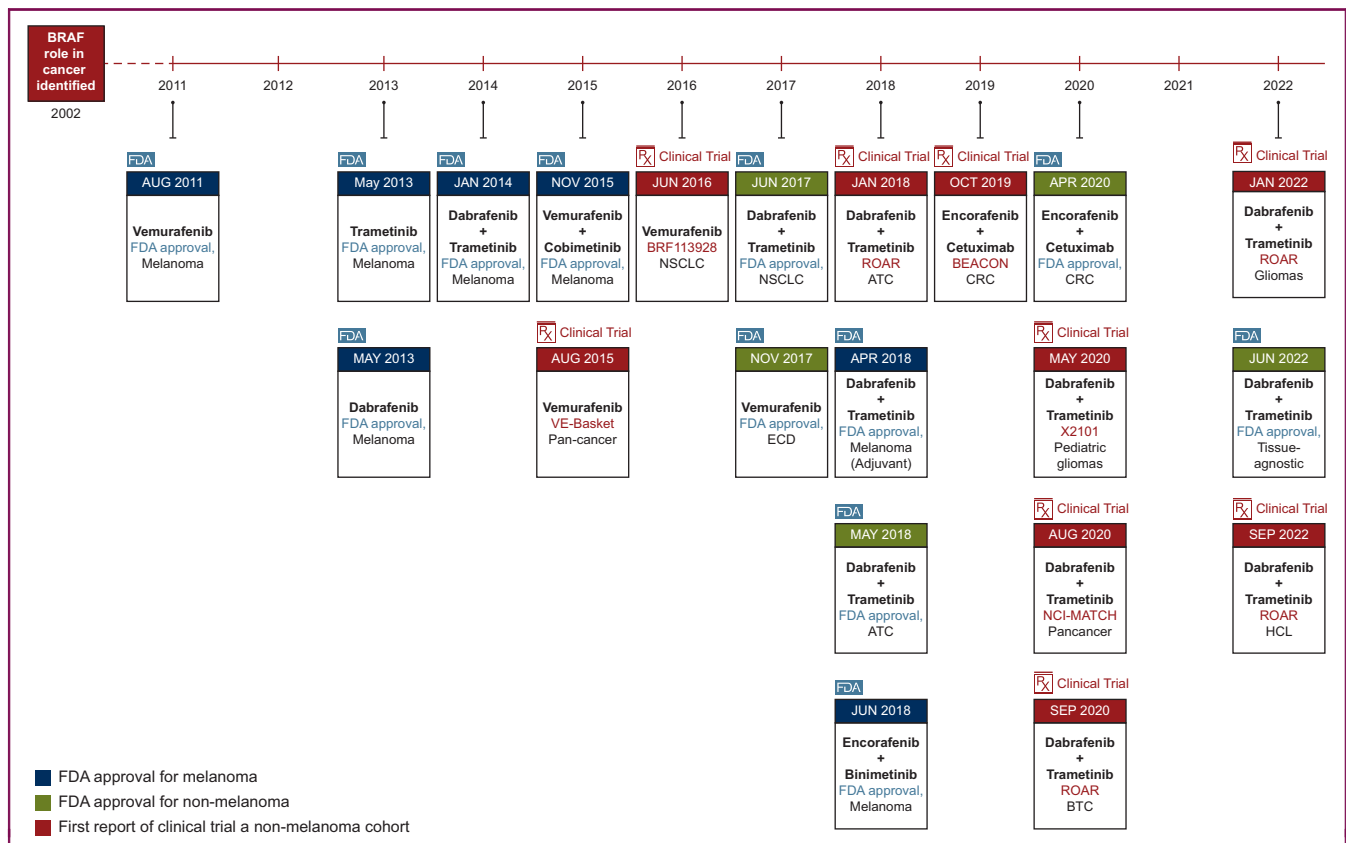 BRAF
role in
cancer
identified
2002
2011
2012
2013
2014
2015
2016
2017
2018
2019
2020
2021
2022
FDA
AUG 2011
Vemurafenib
FDA approval,
Melanoma
FDA
May 2013
Trametinib
FDA approval,
Melanoma
FDA
JAN 2014
Dabrafenib
+
Trametinib
FDA approval,
Melanoma
FDA
NOV 2015
Vemurafenib
+
Cobimetinib
FDA approval,
Melanoma
Rx Clinical Trial
JUN 2016
Vemurafenib
BRF113928
NSCLC
FDA
JUN 2017
Dabrafenib
+
Trametinib
FDA approval,
NSCLC
Rx Clinical Trial
JAN 2018
Dabrafenib
+
Trametinib
ROAR
ATC
Rx Clinical Trial
OCT 2019
Encorafenib
+
Cetuximab
BEACON
CRC
FDA
APR 2020
Encorafenib
+
Cetuximab
FDA approval,
CRC
Rx Clinical Trial
JAN 2022
Dabrafenib
+
Trametinib
ROAR
Gliomas
FDA
MAY 2013
Dabrafenib
FDA approval,
Melanoma
Rx Clinical Trial
AUG 2015
Vemurafenib
VE-Basket
Pan-cancer
FDA
NOV 2017
Vemurafenib
FDA approval,
ECD
FDA
APR 2018
Dabrafenib
+
Trametinib
FDA approval,
Melanoma
(Adjuvant)
Rx Clinical Trial
MAY 2020
Dabrafenib
+
Trametinib
X2101
Pediatric
gliomas
FDA
JUN 2022
Dabrafenib
+
Trametinib
FDA approval,
Tissue-
agnostic
FDA
MAY 2018
Dabrafenib
+
Trametinib
FDA approval,
ATC
Rx Clinical Trial
AUG 2020
Dabrafenib
+
Trametinib
NCI-MATCH
Pancancer
Rx Clinical Trial
SEP 2022
Dabrafenib
+
Trametinib
ROAR
HCL
FDA
JUN 2018
Encorafenib
+
Binimetinib
FDA approval,
Melanoma
Rx Clinical Trial
SEP 2020
Dabrafenib
+
Trametinib
ROAR
BTC
FDA approval for melanoma
FDA approval for non-melanoma
First report of clinical trial a non-melanoma cohort